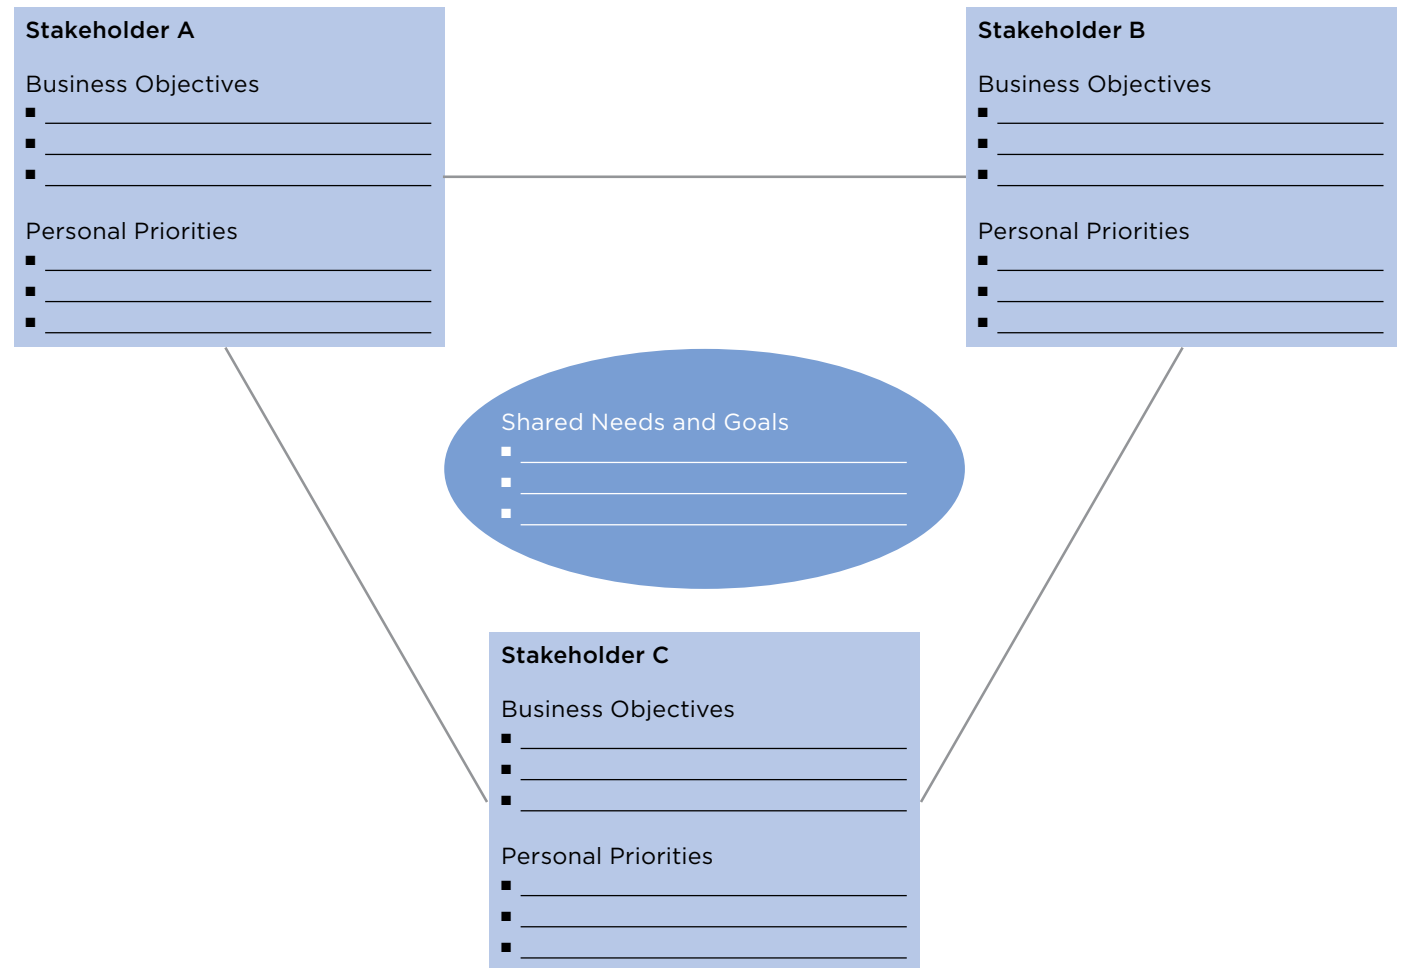 Stakeholder A
Business Objectives
Personal Priorities
Stakeholder B
Business Objectives
Personal Priorities
Shared Needs and Goals
Stakeholder C
Business Objectives
Personal Priorities